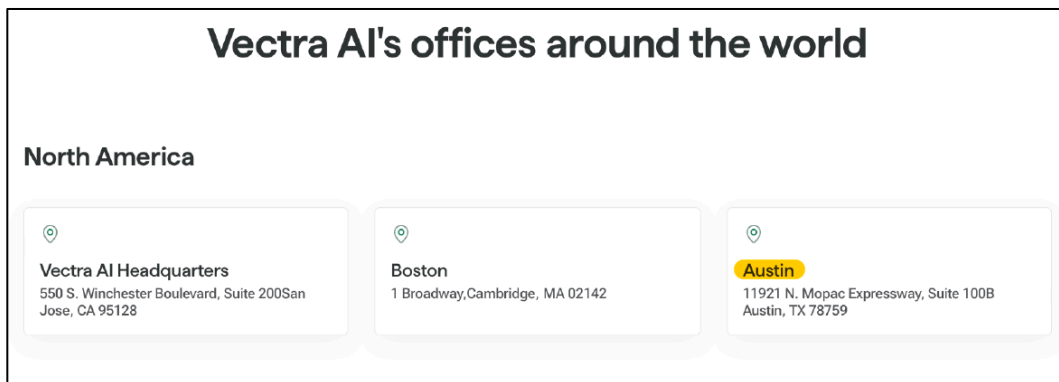 Vectra AI's offices around the world
North America
Vectra AI Headquarters
550 S. Winchester Boulevard, Suite 200San
Jose, CA 95128
Boston
1 Broadway,Cambridge, MA 02142
Austin
11921 N. Mopac Expressway, Suite 100B
Austin, TX 78759